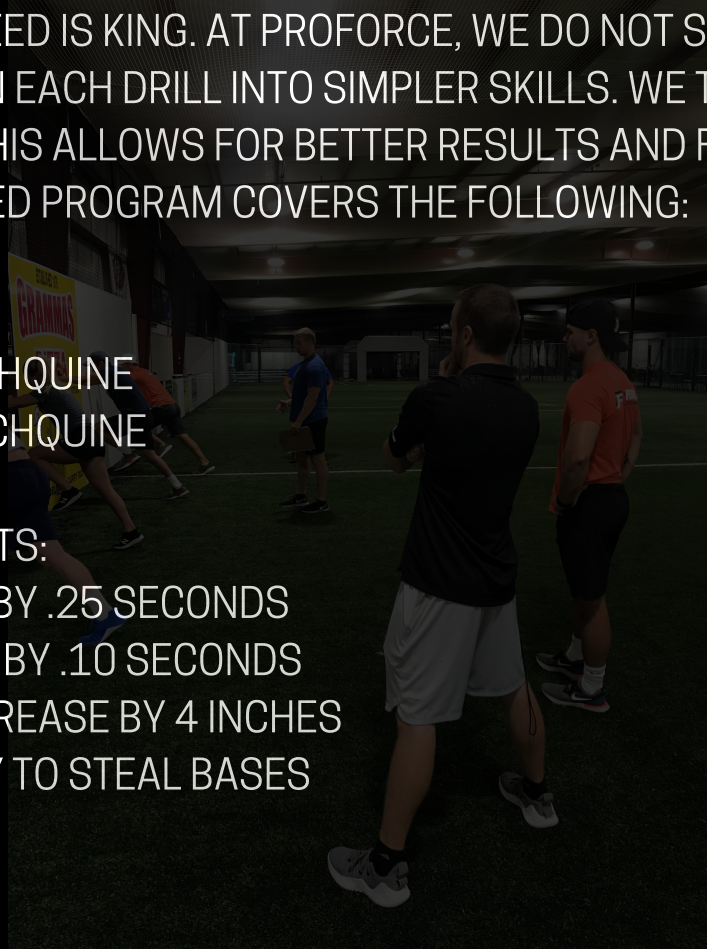 EED IS KING. AT PROFORCE, WE DO NOT S
N EACH DRILL INTO SIMPLER SKILLS. WE T
HIS ALLOWS FOR BETTER RESULTS AND F
ED PROGRAM COVERS THE FOLLOWING:
GRAMMAS
HQUINE
CHQUINE
TS:
BY .25 SECONDS
BY .10 SECONDS
REASE BY 4 INCHES
Y TO STEAL BASES